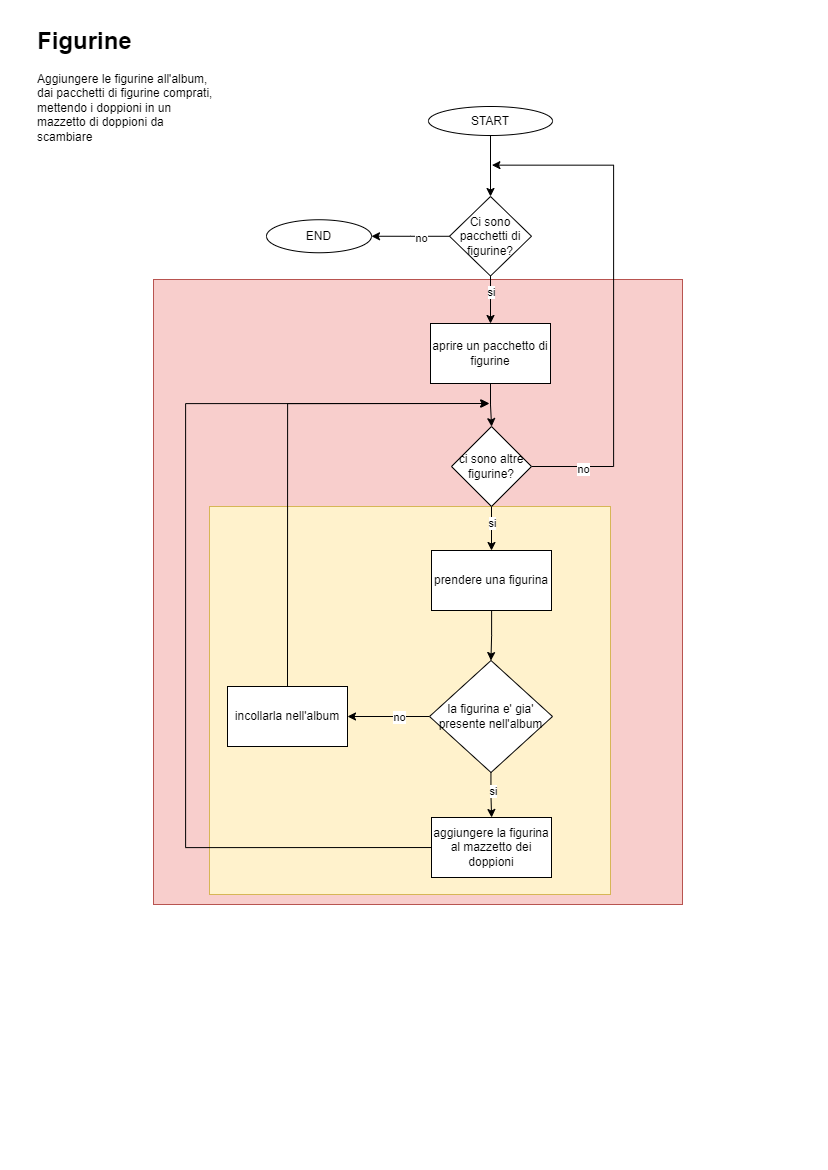 Figurine
Aggiungere le figurine all'album,
dai pacchetti di figurine comprati,
mettendo i doppioni in un
mazzetto di doppioni da
scambiare
START
Ci sono
pacchetti di
figurine?
no
END
si
aprire un pacchetto di
figurine
ci sono altre
figurine?
no
si
prendere una figurina
la figurina e' gia'
presente nell'album
no
incollarla nell'album
si
aggiungere la figurina
al mazzetto dei
doppioni